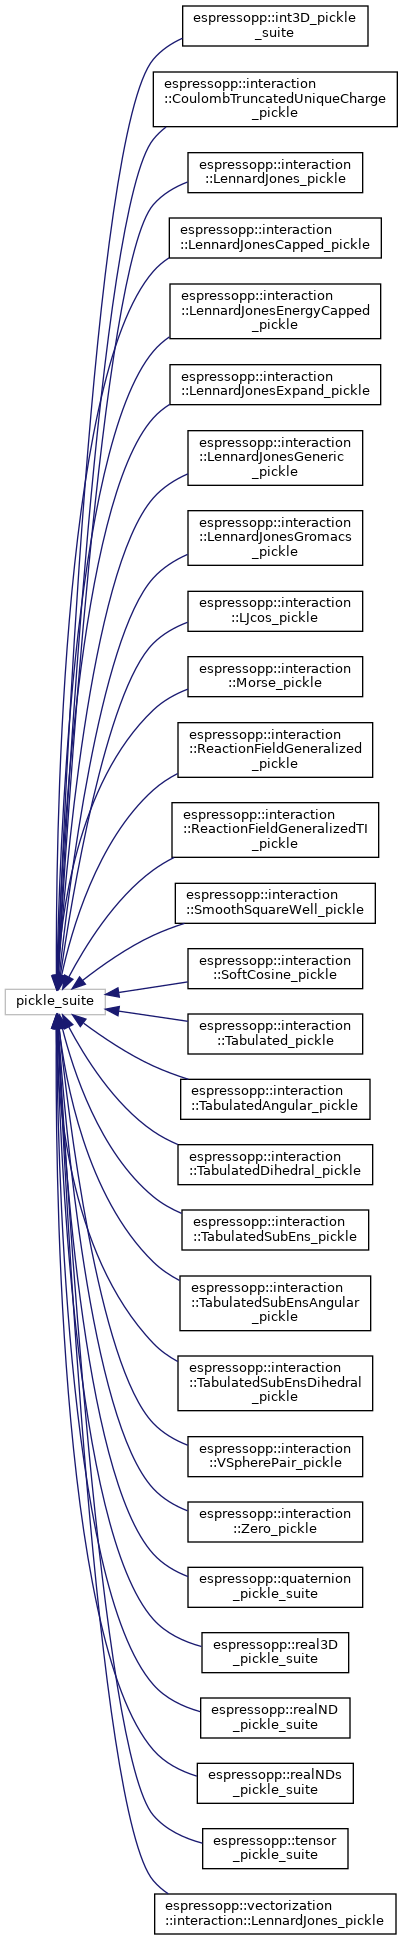 espressopp::int3D_pickle
_suite
espressopp::interaction
::CoulombTruncatedUniqueCharge
_pickle
espressopp::interaction
::LennardJones_pickle
espressopp::interaction
::LennardJonesCapped_pickle
espressopp::interaction
::LennardJonesEnergyCapped
_pickle
espressopp::interaction
::LennardJonesExpand_pickle
espressopp::interaction
::LennardJonesGeneric
_pickle
espressopp::interaction
::LennardJonesGromacs
_pickle
espressopp::interaction
::LJcos_pickle
espressopp::interaction
::Morse_pickle
espressopp::interaction
::ReactionFieldGeneralized
_pickle
espressopp::interaction
::ReactionFieldGeneralizedTI
_pickle
espressopp::interaction
::SmoothSquareWell_pickle
espressopp::interaction
::SoftCosine_pickle
pickle_suite
espressopp::interaction
::Tabulated_pickle
espressopp::interaction
::TabulatedAngular_pickle
espressopp::interaction
::TabulatedDihedral_pickle
espressopp::interaction
::TabulatedSubEns_pickle
espressopp::interaction
::TabulatedSubEnsAngular
_pickle
espressopp::interaction
::TabulatedSubEnsDihedral
_pickle
espressopp::interaction
::VSpherePair_pickle
espressopp::interaction
::Zero_pickle
espressopp::quaternion
_pickle_suite
espressopp::real3D
_pickle_suite
espressopp::realND
_pickle_suite
espressopp::realNDs
_pickle_suite
espressopp::tensor
_pickle_suite
espressopp::vectorization
::interaction::LennardJones_pickle